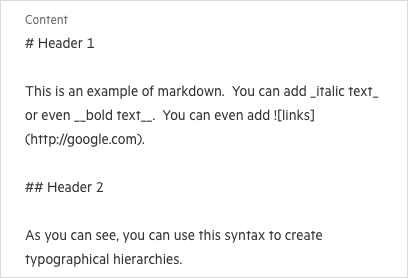 Content
# Header 1
This is an example of markdown.  You can add _italic text_
or even __bold text__.  You can even add ![links]
(http://google.com).
## Header 2
As you can see, you can use this syntax to create
typographical hierarchies.